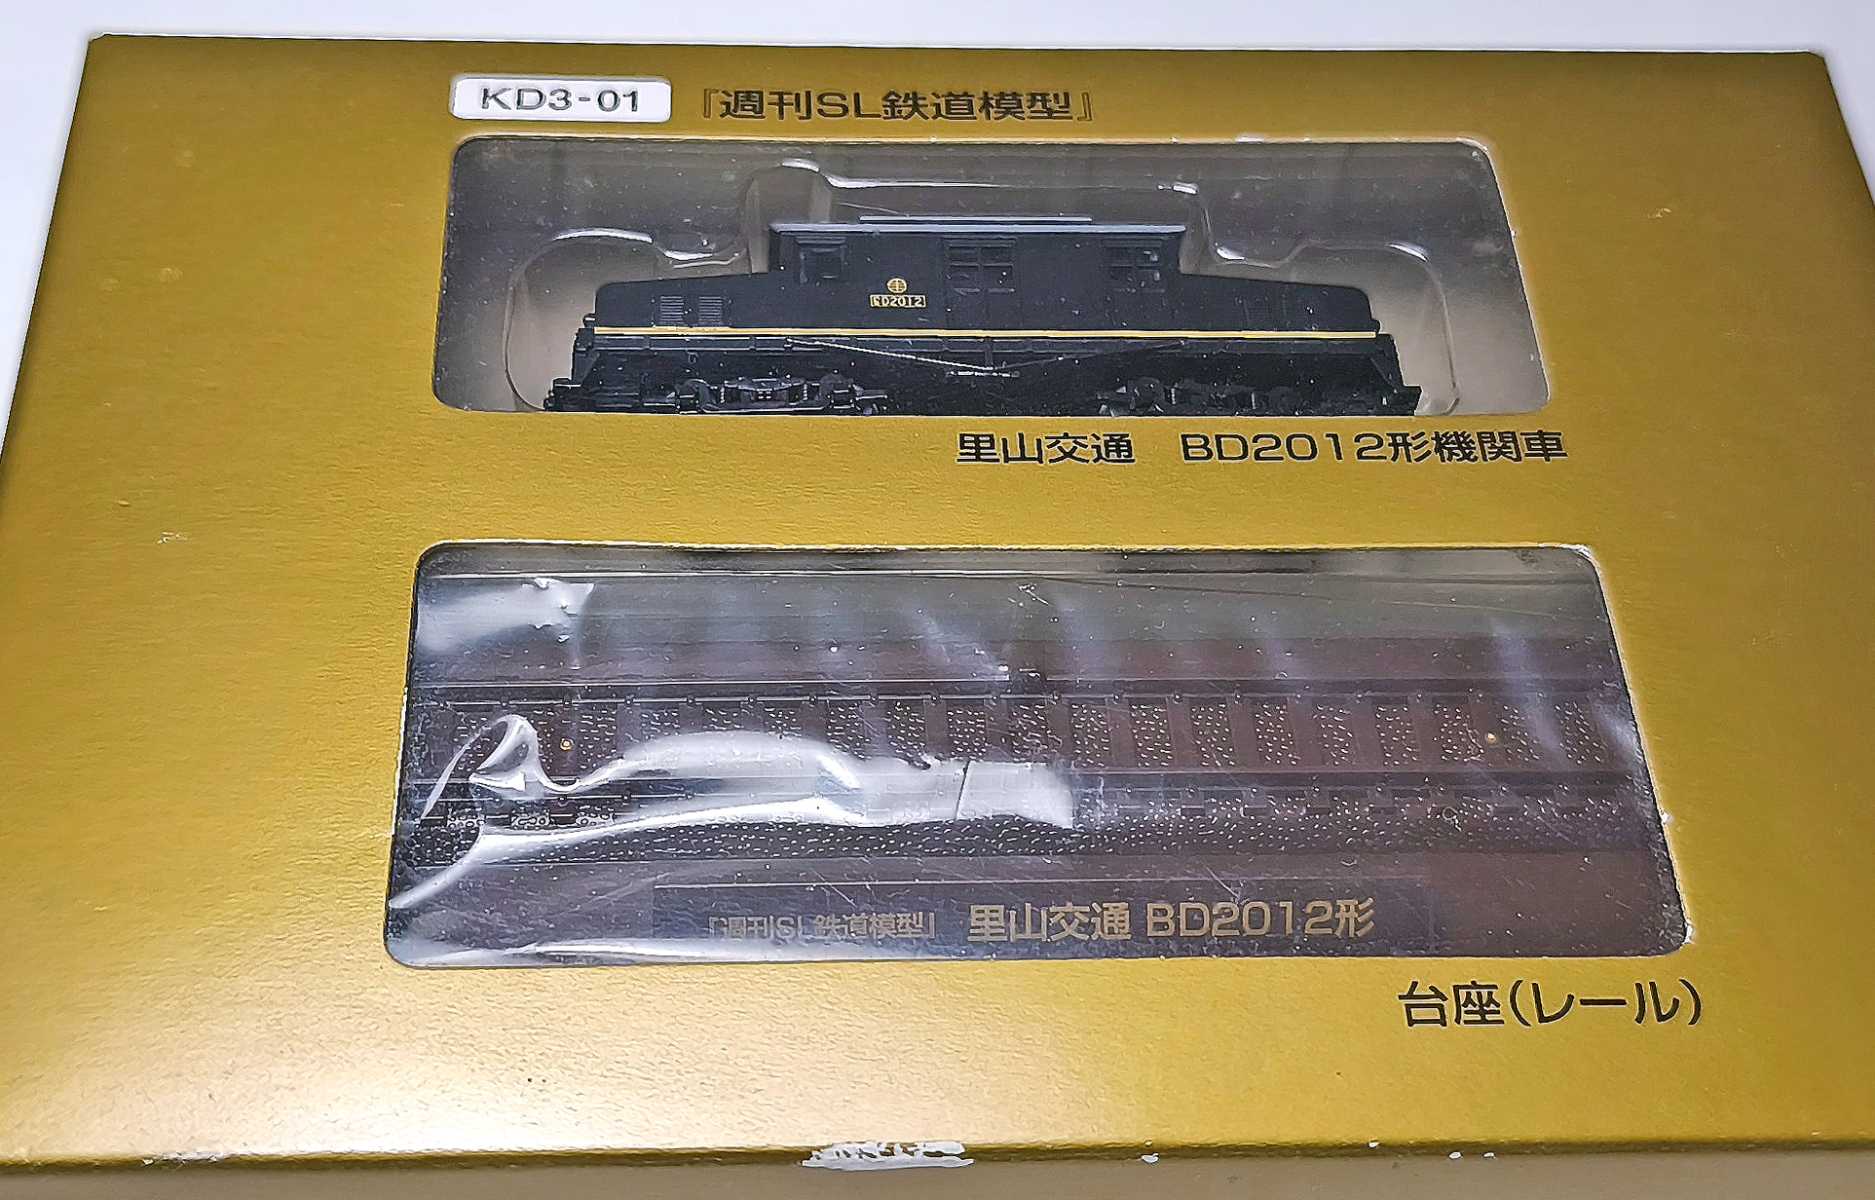 KD3-01 『週刊SL鉄道模型』
BD2012
里山交通 BD2012形機関車
『週刊SL鉄道模型』 里山交通 BD2012形
台座(レール)